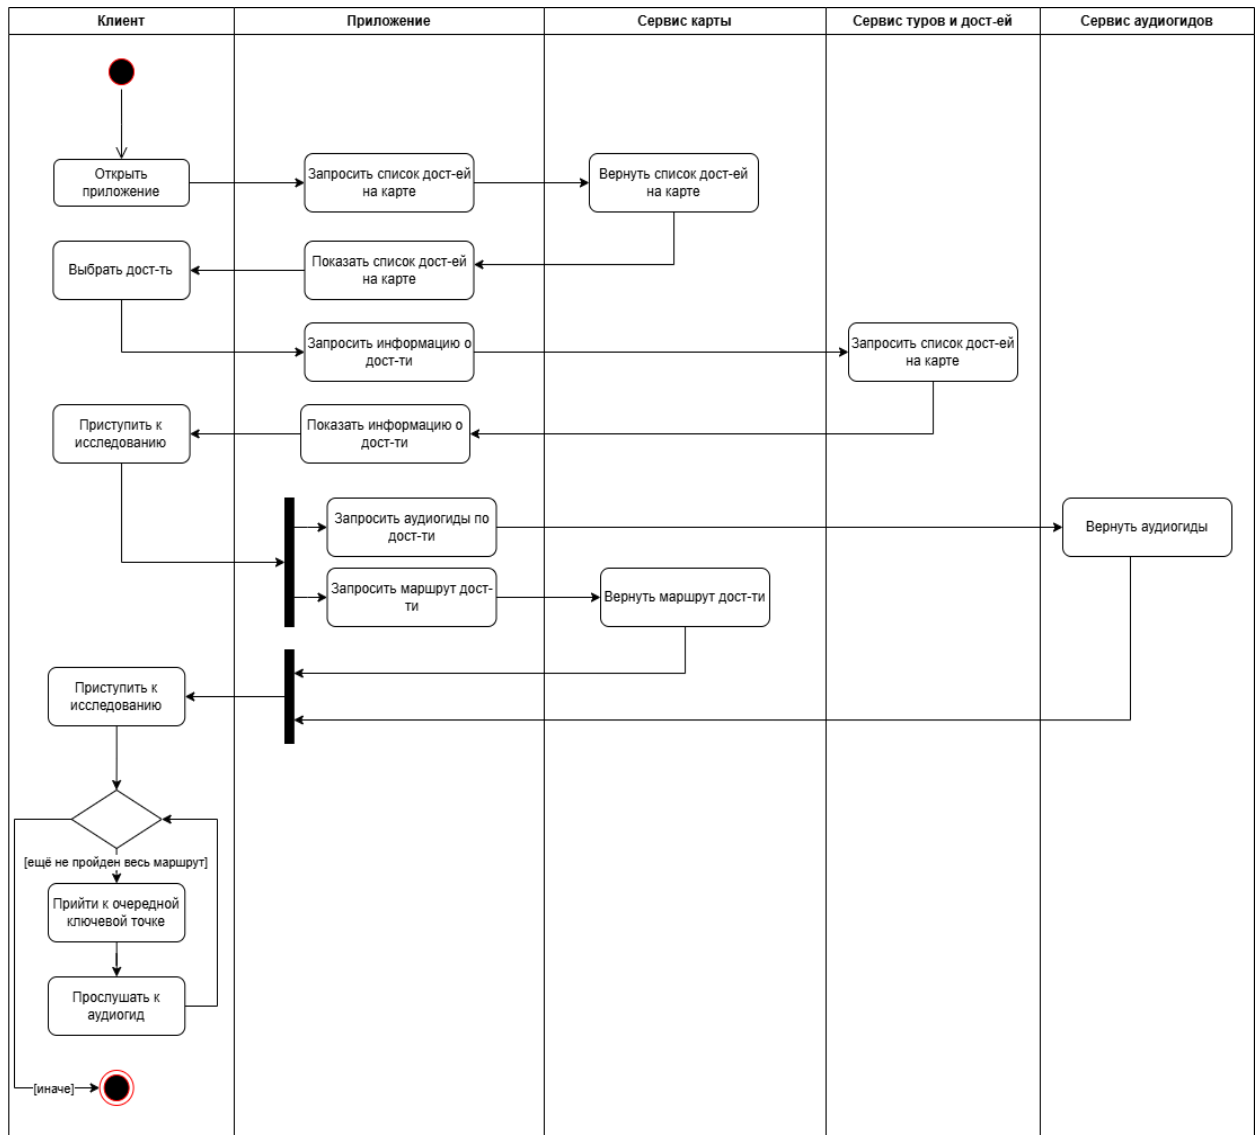 Клиент
Приложение
Сервис карты
Сервис туров и дост-ей
Сервис аудиогидов
Открыть
приложение
Запросить список дост-ей
на карте
Вернуть список дост-ей
на карте
Выбрать дост-ть
Показать список дост-ей
на карте
Запросить информацию о
дост-ти
Запросить список дост-ей
на карте
Приступить к
исследованию
Показать информацию о
дост-ти
Запросить аудиогиды по
дост-ти
Вернуть аудиогиды
Запросить маршрут дост-
ти
Вернуть маршрут дост-ти
Приступить к
исследованию
[ещё не пройден весь маршрут]
Прийти к очередной
ключевой точке
Прослушать к
аудиогид
[иначе]